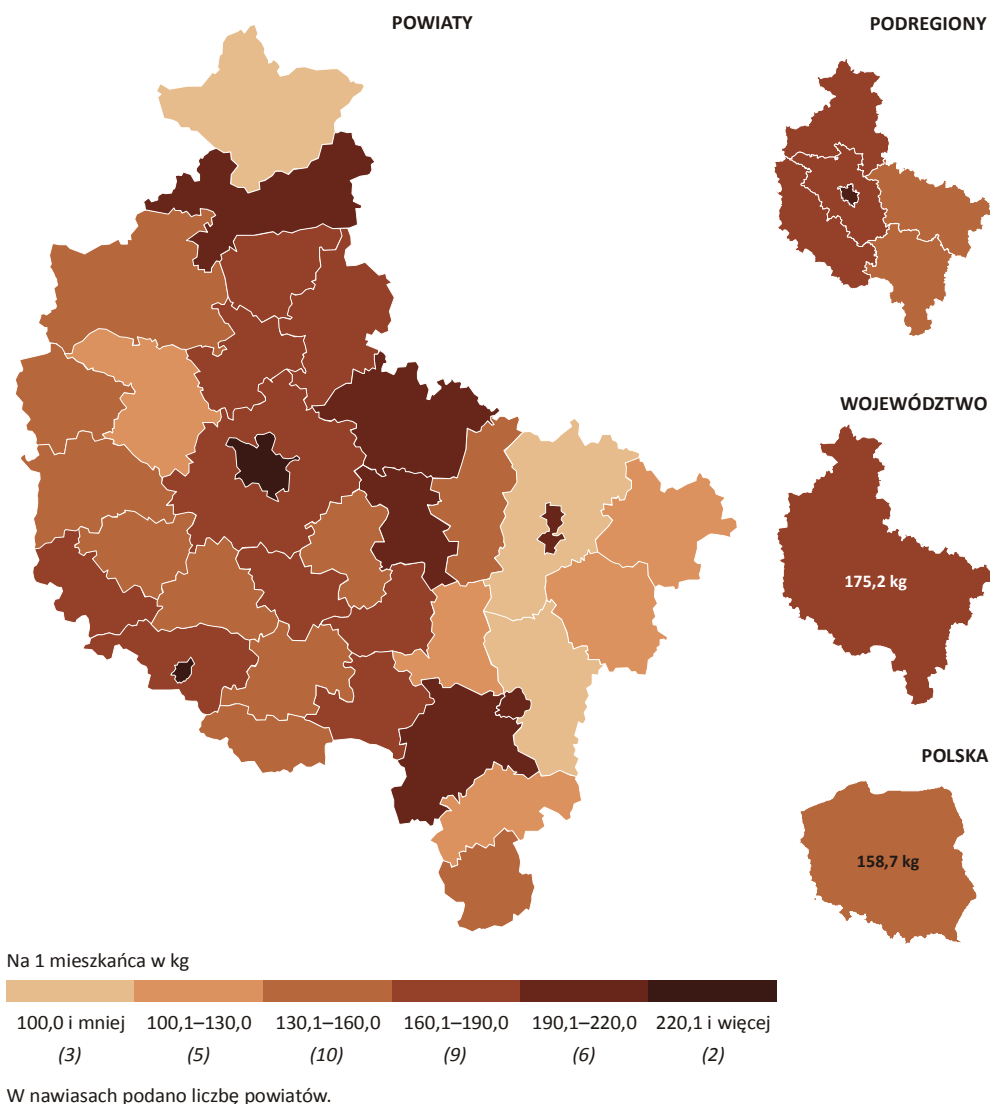 POWIATY
PODREGIONY
WOJEWÓDZTWO
175,2 kg
POLSKA
158,7 kg
Na 1 mieszkańca w kg
100,0 i mniej 100,1–130,0 130,1–160,0 160,1–190,0 190,1–220,0 220,1 i więcej
(3) (5) (10) (9) (6) (2)
W nawiasach podano liczbę powiatów.